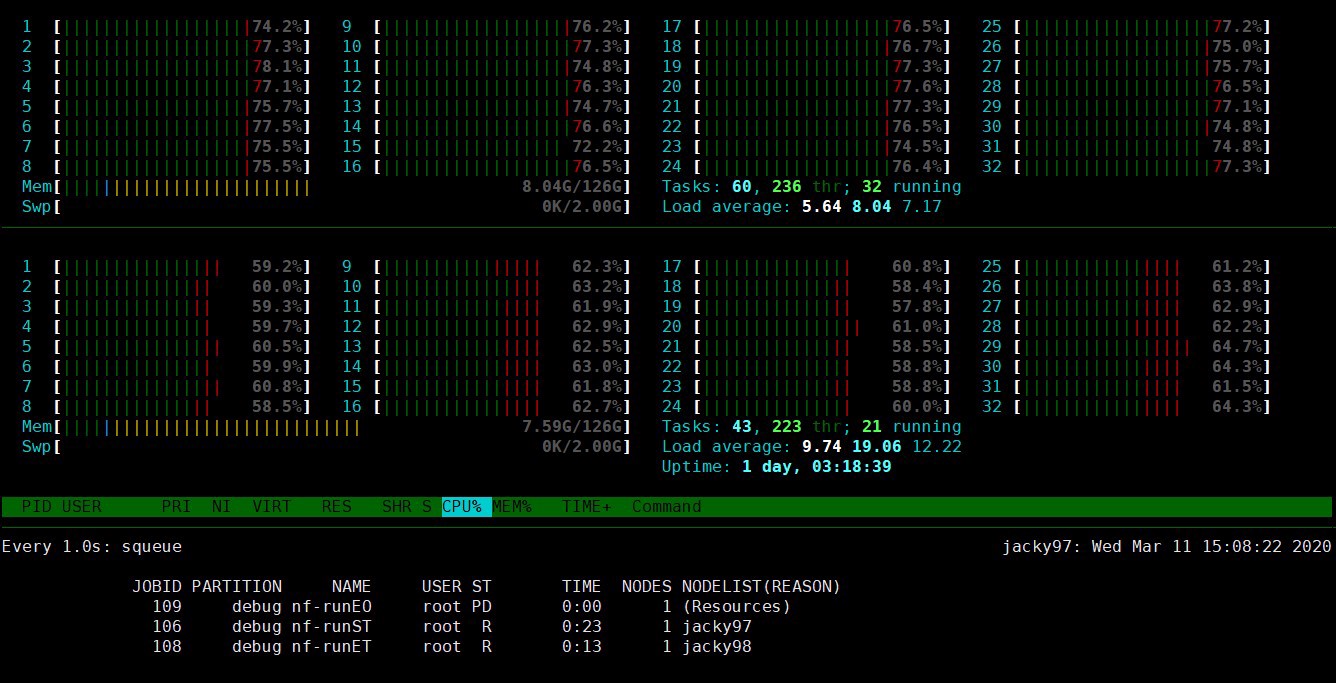 1 [74.2%] 9 [76.2%] 17 [76.5%] 25 [77.2%]
2 [77.3%] 10 [77.3%] 18 [76.7%] 26 [75.0%]
3 [78.1%] 11 [74.8%] 19 [77.3%] 27 [75.7%]
4 [77.1%] 12 [76.3%] 20 [77.6%] 28 [76.5%]
5 [75.7%] 13 [74.7%] 21 [77.3%] 29 [77.1%]
6 [77.5%] 14 [76.6%] 22 [76.5%] 30 [74.8%]
7 [75.5%] 15 [72.2%] 23 [74.5%] 31 [74.8%]
8 [75.5%] 16 [76.5%] 24 [76.4%] 32 [77.3%]
Mem[8.04G/126G] Tasks: 60, 236 thr; 32 running
Swp[0K/2.00G] Load average: 5.64 8.04 7.17
1 [59.2%] 9 [62.3%] 17 [60.8%] 25 [61.2%]
2 [60.0%] 10 [63.2%] 18 [58.4%] 26 [63.8%]
3 [59.3%] 11 [61.9%] 19 [57.8%] 27 [62.9%]
4 [59.7%] 12 [62.9%] 20 [61.0%] 28 [62.2%]
5 [60.5%] 13 [62.5%] 21 [58.5%] 29 [64.7%]
6 [59.9%] 14 [63.0%] 22 [58.8%] 30 [64.3%]
7 [60.8%] 15 [61.8%] 23 [58.8%] 31 [61.5%]
8 [58.5%] 16 [62.7%] 24 [60.0%] 32 [64.3%]
Mem[7.59G/126G] Tasks: 43, 223 thr; 21 running
Swp[0K/2.00G] Load average: 9.74 19.06 12.22
Uptime: 1 day, 03:18:39
PID USER PRI NI VIRT RES SHR S CPU% MEM% TIME+ Command
Every 1.0s: squeue jacky97: Wed Mar 11 15:08:22 2020
JOBID PARTITION NAME USER ST TIME NODES NODELIST(REASON)
109 debug nf-runEO root PD 0:00 1 (Resources)
106 debug nf-runST root R 0:23 1 jacky97
108 debug nf-runET root R 0:13 1 jacky98